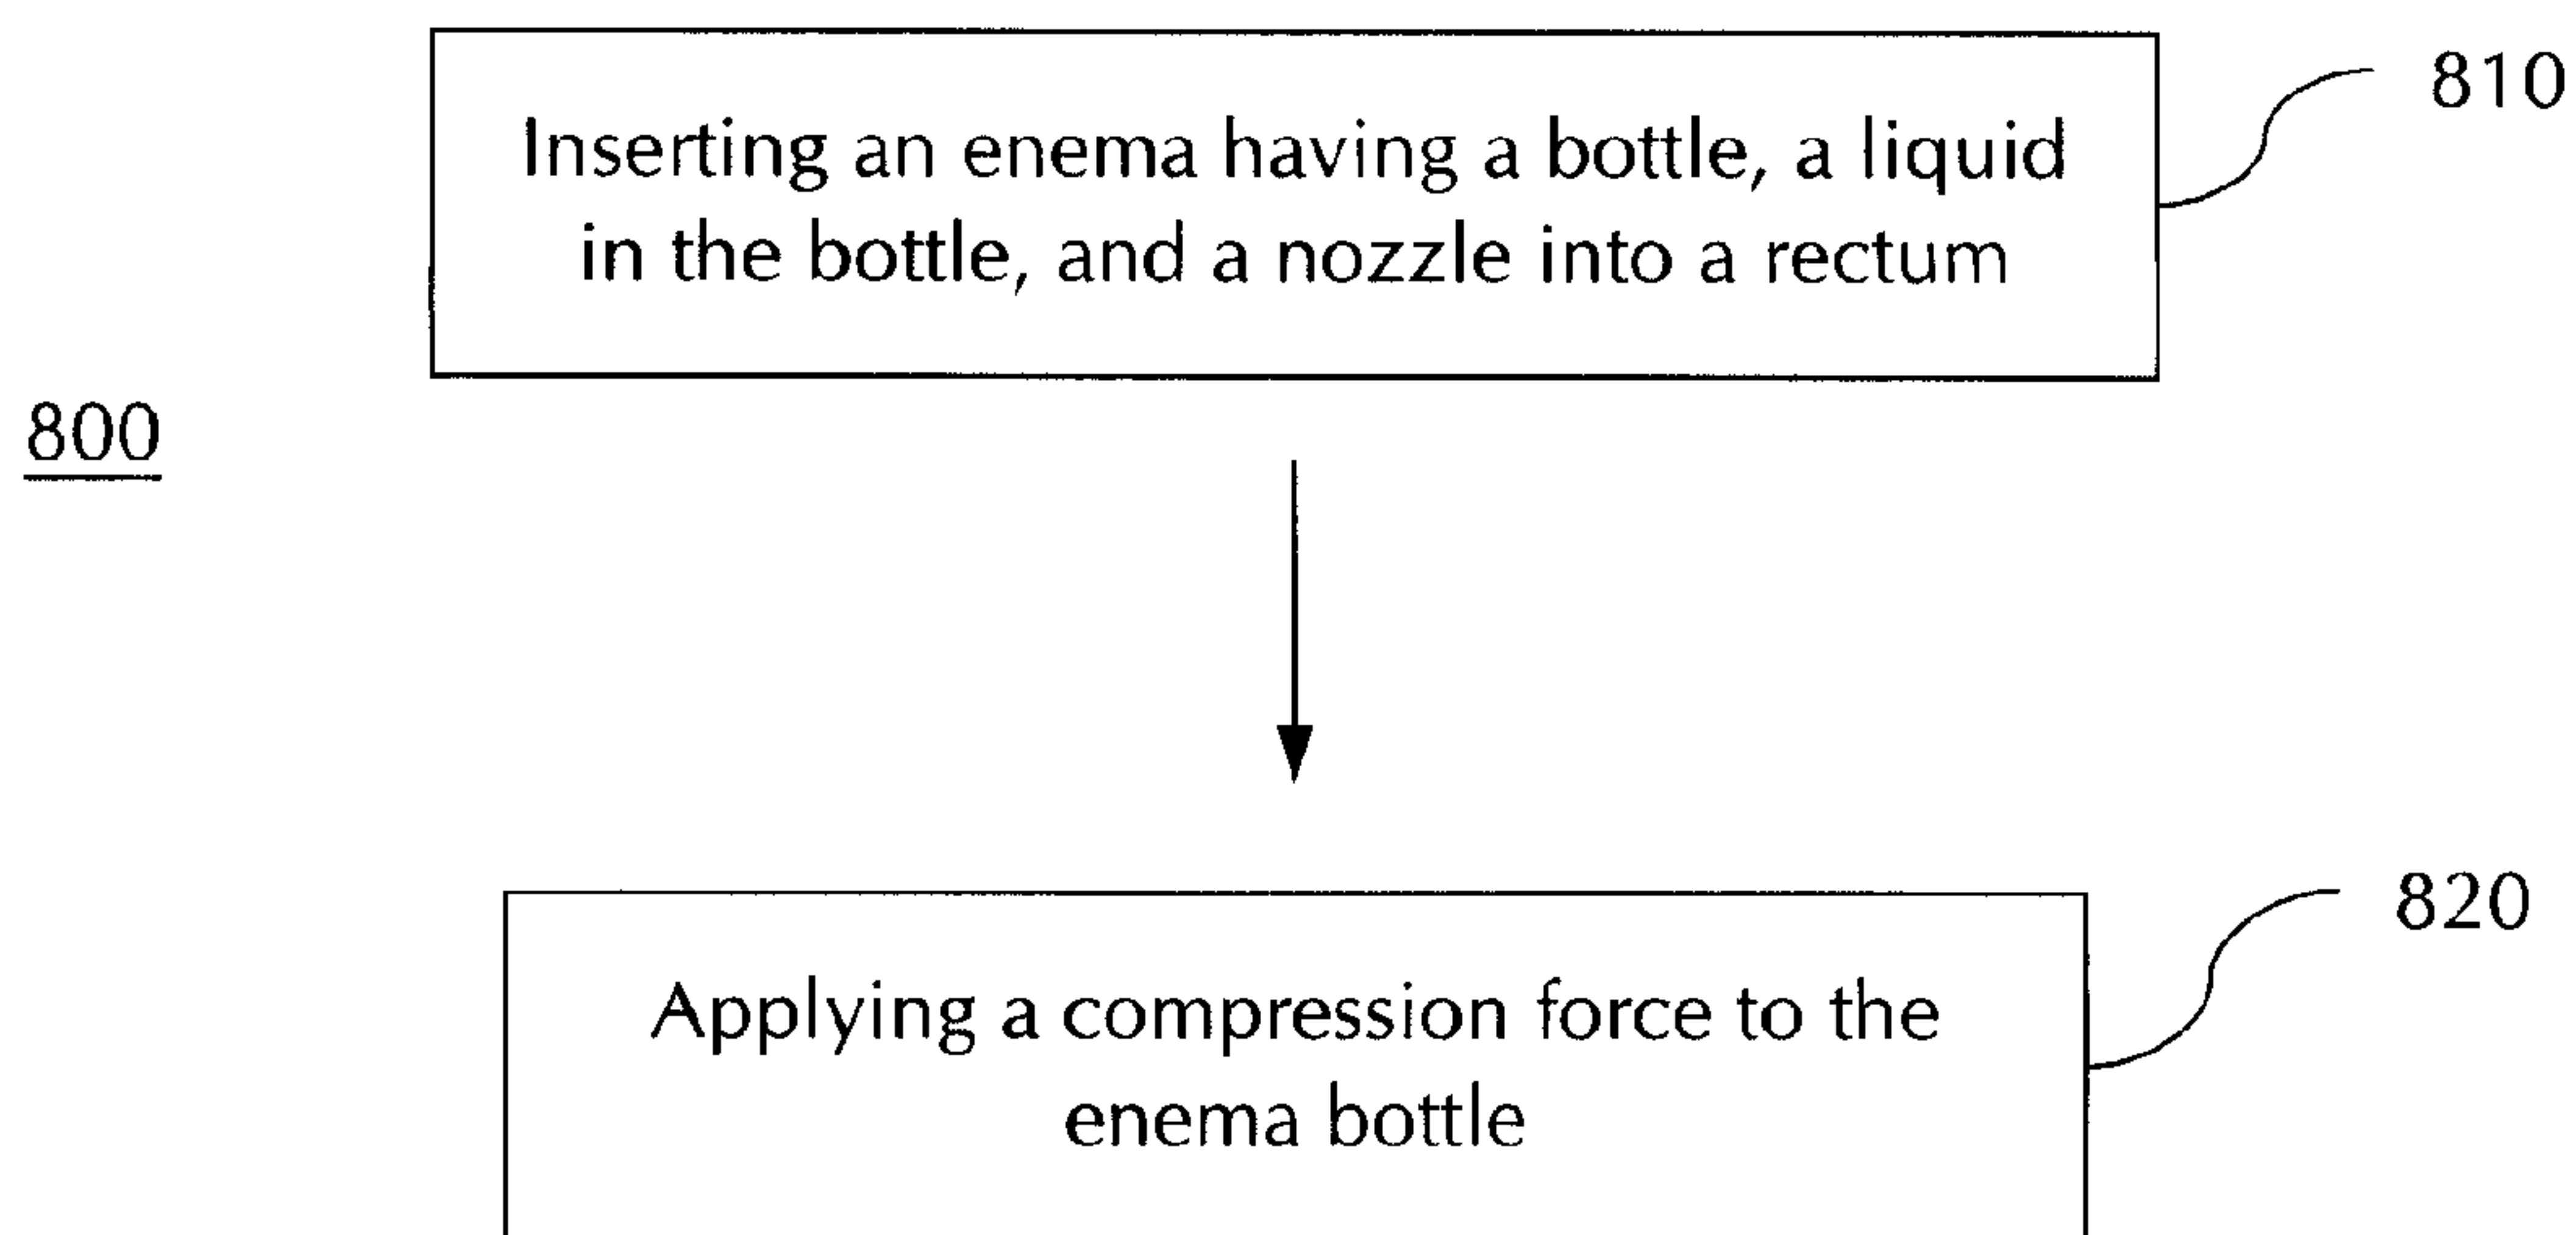 810
Inserting an enema having a bottle, a liquid
in the bottle, and a nozzle into a rectum
800
820
Applying a compression force to the
enema bottle